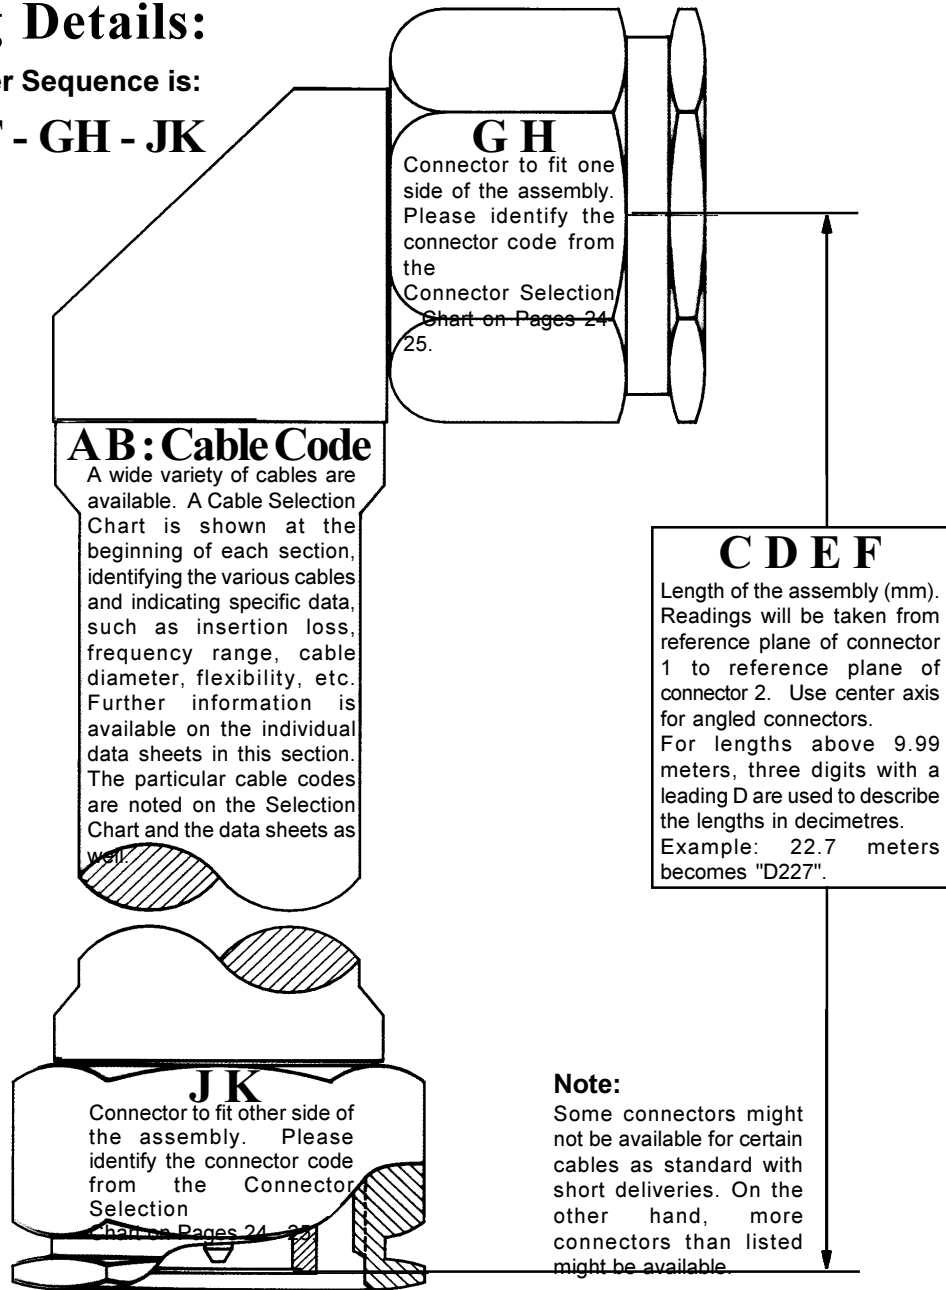 Details:
er Sequence is:
- GH - JK
G H
Connector to fit one
side of the assembly.
Please identify the
connector code from
the
Connector Selection
Chart on Pages 24-
25.
A B : Cable Code
A wide variety of cables are
available. A Cable Selection
Chart is shown at the
beginning of each section,
identifying the various cables
and indicating specific data,
such as insertion loss,
frequency range, cable
diameter, flexibility, etc.
Further information is
available on the individual
data sheets in this section.
The particular cable codes
are noted on the Selection
Chart and the data sheets as
well.
C D E F
Length of the assembly (mm).
Readings will be taken from
reference plane of connector
1 to reference plane of
connector 2. Use center axis
for angled connectors.
For lengths above 9.99
meters, three digits with a
leading D are used to describe
the lengths in decimetres.
Example: 22.7 meters
becomes "D227".
J K
Connector to fit other side of
the assembly. Please
identify the connector code
from the Connector
Selection
Chart on Pages 24 - 25.
Note:
Some connectors might
not be available for certain
cables as standard with
short deliveries. On the
other hand, more
connectors than listed
might be available.